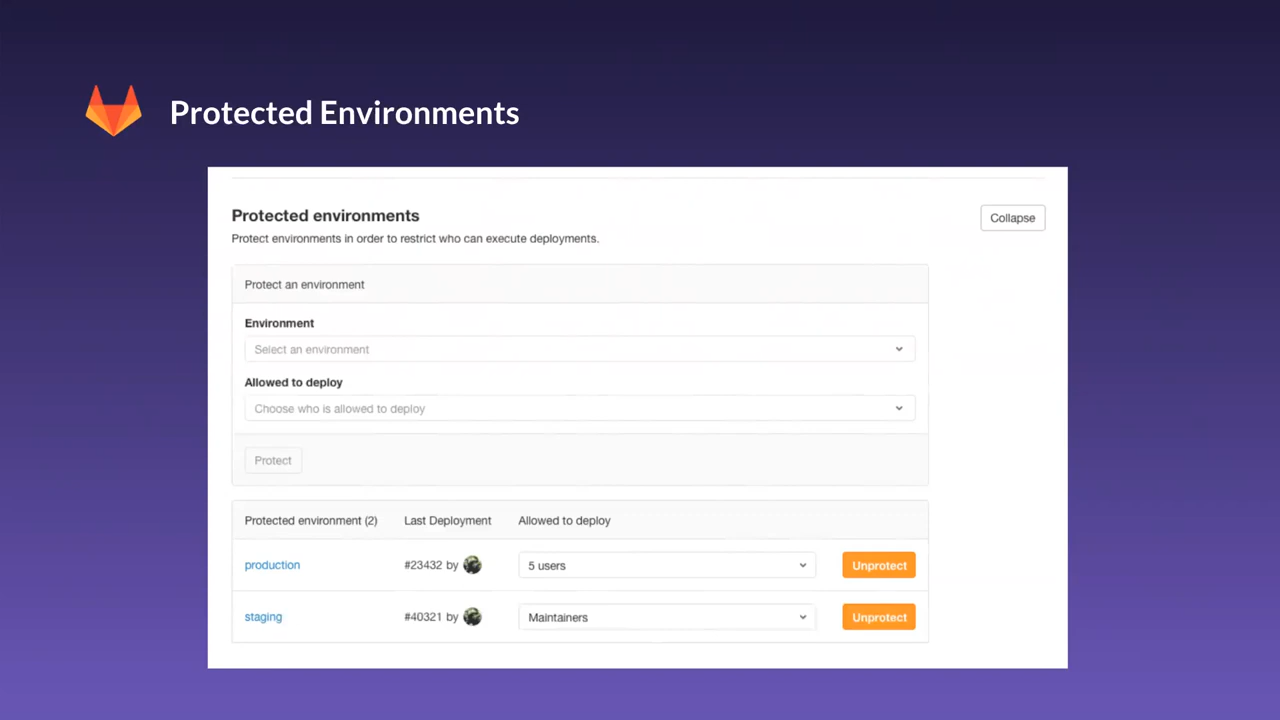 Protected Environments
Protected environments
Collapse
Protect environments in order to restrict who can execute deployments.
Protect an environment
Environment
Select an environment
Allowed to deploy
Choose who is allowed to deploy
Protect
Protected environment (2) Last Deployment Allowed to deploy
production #23432 by 5 users Unprotect
staging #40321 by Maintainers Unprotect